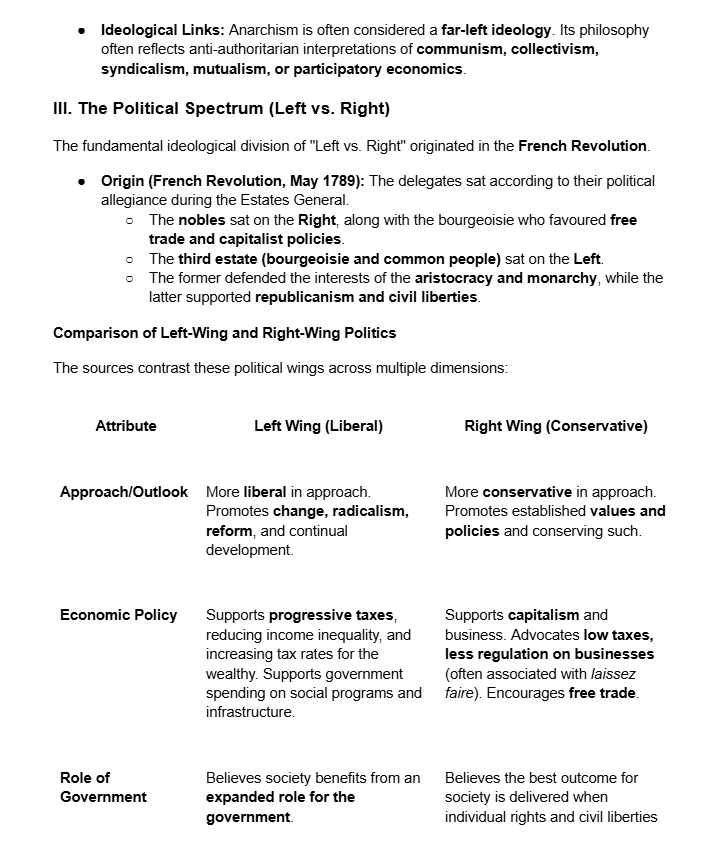 ● Ideological Links: Anarchism is often considered a far-left ideology. Its philosophy
often reflects anti-authoritarian interpretations of communism, collectivism,
syndicalism, mutualism, or participatory economics.
III. The Political Spectrum (Left vs. Right)
The fundamental ideological division of "Left vs. Right" originated in the French Revolution.
● Origin (French Revolution, May 1789): The delegates sat according to their political
allegiance during the Estates General.
○ The nobles sat on the Right, along with the bourgeoisie who favoured free
trade and capitalist policies.
○ The third estate (bourgeoisie and common people) sat on the Left.
○ The former defended the interests of the aristocracy and monarchy, while the
latter supported republicanism and civil liberties.
Comparison of Left-Wing and Right-Wing Politics
The sources contrast these political wings across multiple dimensions:
Attribute
Left Wing (Liberal)
Right Wing (Conservative)
Approach/Outlook
More liberal in approach.
Promotes change, radicalism,
reform, and continual
development.
More conservative in approach.
Promotes established values and
policies and conserving such.
Economic Policy
Supports progressive taxes,
reducing income inequality, and
increasing tax rates for the
wealthy. Supports government
spending on social programs and
infrastructure.
Supports capitalism and
business. Advocates low taxes,
less regulation on businesses
(often associated with laissez
faire). Encourages free trade.
Role of
Government
Believes society benefits from an
expanded role for the
government.
Believes the best outcome for
society is delivered when
individual rights and civil liberties